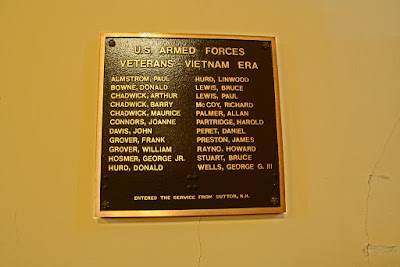 U.S. ARMED FORCES
VETERANS - VIETNAM ERA
ALMSTROM, PAUL
BOWNE, DONALD
CHADWICK, ARTHUR
CHADWICK, BARRY
CHADWICK, MAURICE
CONNORS, JOANNE
DAVIS, JOHN
GROVER, FRANK
GROVER, WILLIAM
HOSMER, GEORGE JR.
HURD, DONALD
HURD, LINWOOD
LEWIS, BRUCE
LEWIS, PAUL
McCOY, RICHARD
PALMER, ALLAN
PARTRIDGE, HAROLD
PERET, DANIEL
PRESTON, JAMES
RAYNO, HOWARD
STUART, BRUCE
WELLS, GEORGE G. III
ENTERED THE SERVICE FROM SUTTON, N.H.